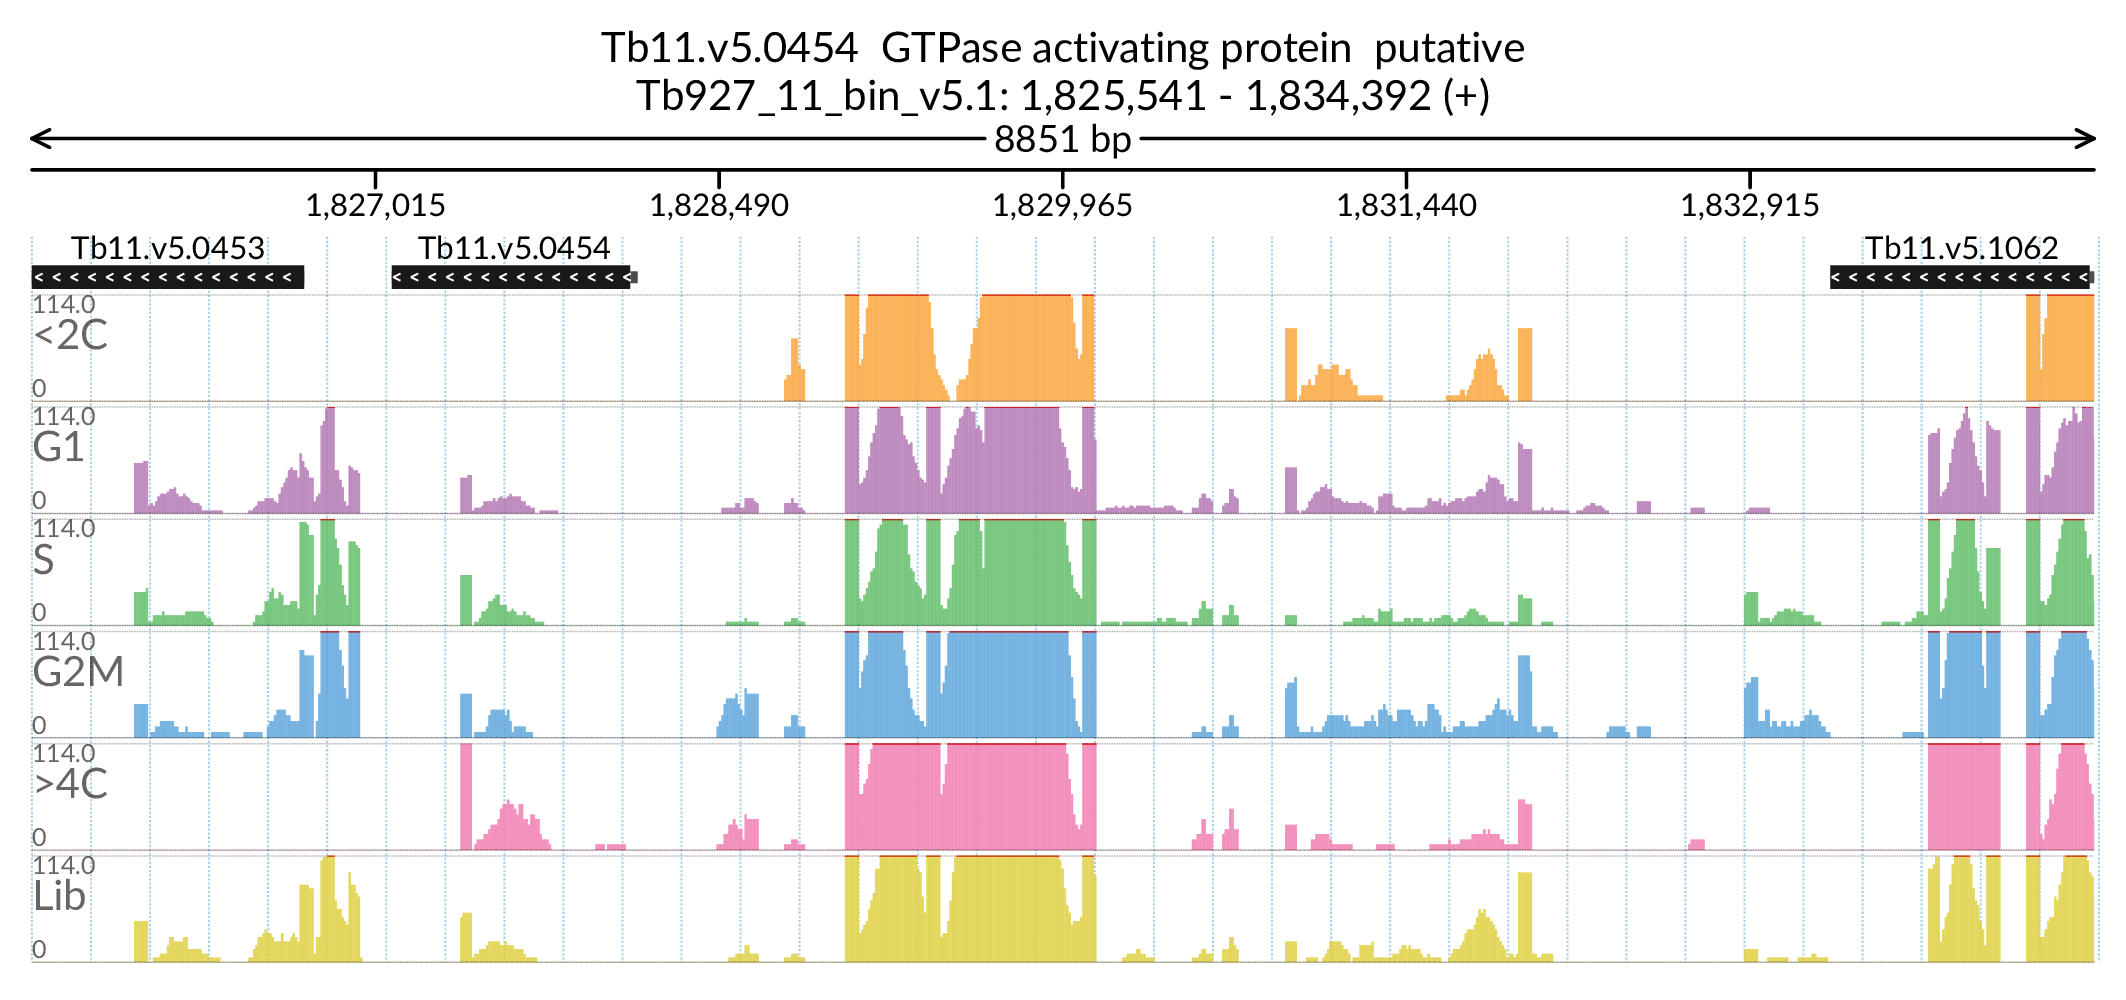 Tb11.v5.0454  GTPase activating protein  putative
Tb927_11_bin_v5.1: 1,825,541 - 1,834,392 (+)
8851 bp
1,827,015 1,828,490 1,829,965 1,831,440 1,832,915
Tb11.v5.0453 Tb11.v5.0454 Tb11.v5.1062
114.0
<2C
0
114.0
G1
0
114.0
S
0
114.0
G2M
0
114.0
>4C
0
114.0
Lib
0